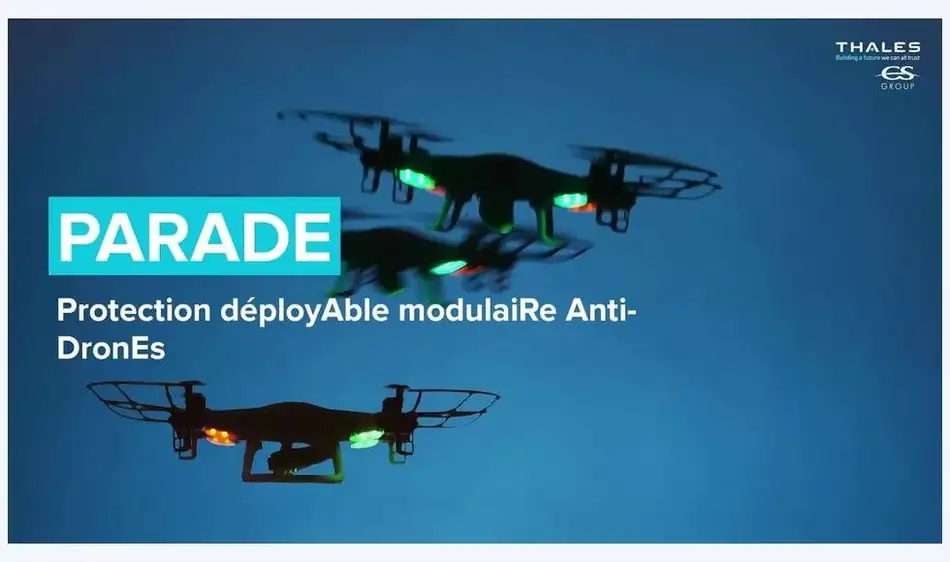 THALES
Building a future we can all trust
CS
GROUP
PARADE
Protection déployAble modulaiRe Anti-
DronEs